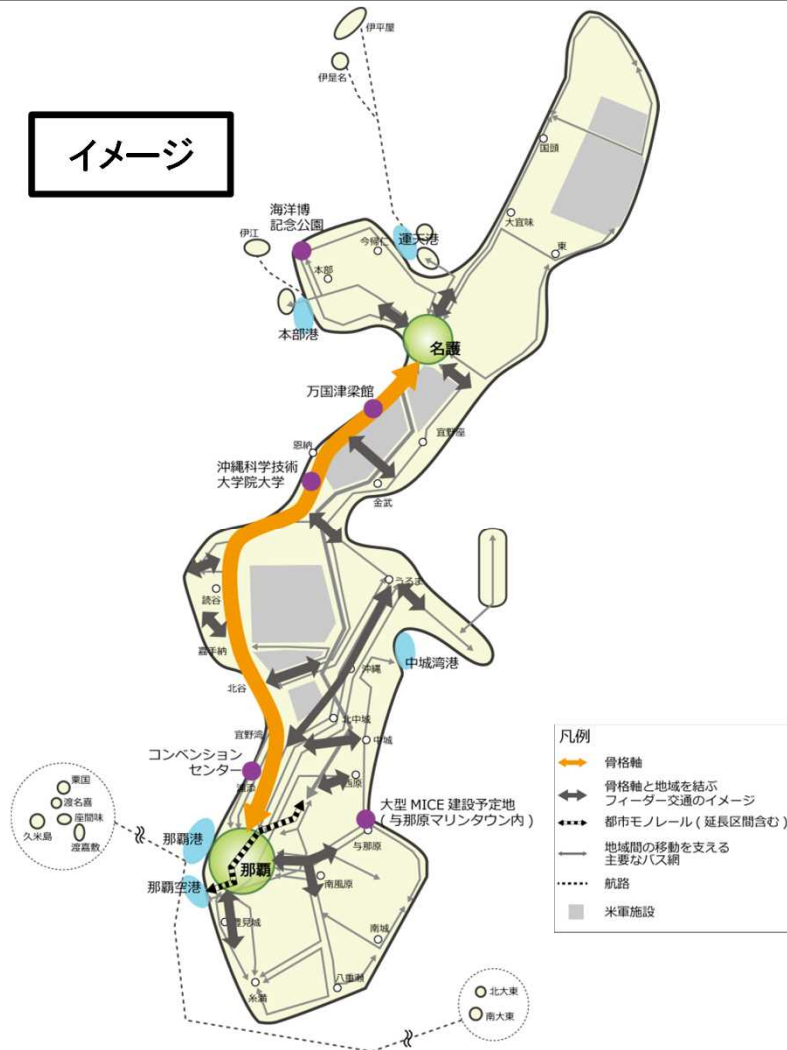 イメージ
伊平屋
伊是名
国頭
大宜味
東
海洋博
記念公園
今帰仁
運天港
伊江
本部
本部港
名護
万国津梁館
宜野座
恩納
沖縄科学技術
大学院大学
金武
うるま
読谷
嘉手納
中城湾港
沖縄
北谷
北中城
宜野湾
中城
コンベンション
センター
浦添
西原
大型 MICE 建設予定地
( 与那原マリンタウン内 )
与那原
粟国
渡名喜
座間味
久米島
渡嘉敷
那覇港
那覇
那覇空港
南風原
豊見城
南城
八重瀬
糸満
北大東
南大東
凡例
骨格軸
骨格軸と地域を結ぶ
フィーダー交通のイメージ
都市モノレール ( 延長区間含む )
地域間の移動を支える
主要なバス網
航路
米軍施設